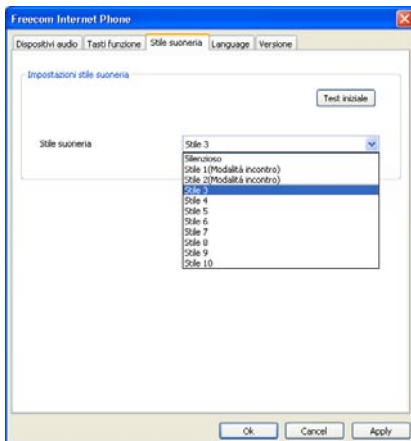 Freecom Internet Phone
Dispositivi audio Tasti funzione Stile suoneria Language Versione
Impostazioni stile suoneria
Test iniziale
Stile suoneria Stile 3
Silenzioso
Stile 1(Modalitá incontro)
Stile 2(Modalitá incontro)
Stile 3
Stile 4
Stile 5
Stile 6
Stile 7
Stile 8
Stile 9
Stile 10
Ok Cancel Apply